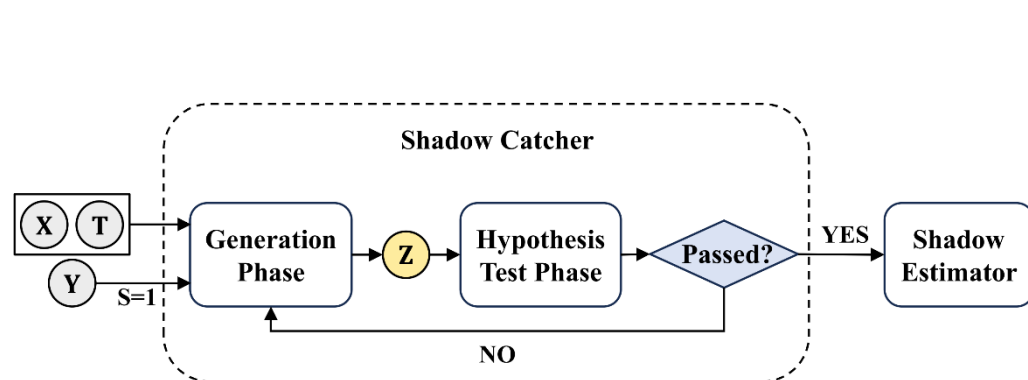 Shadow Catcher
X T
Y
S=1
Generation
Phase
Z
Hypothesis
Test Phase
Passed?
YES
Shadow
Estimator
NO